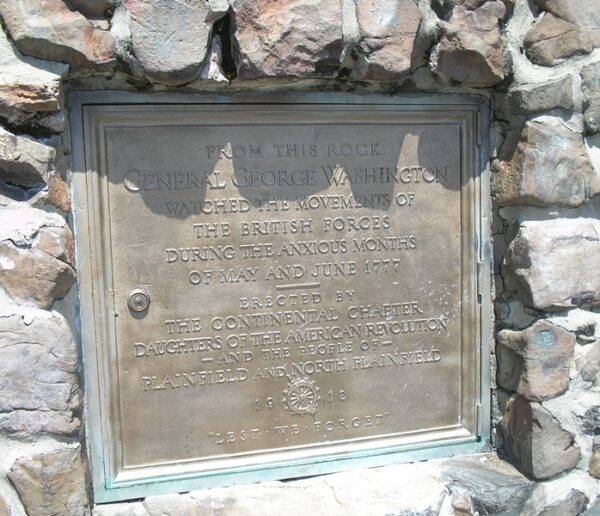 FROM THIS ROCK
GENERAL GEORGE WASHINGTON
WATCHED THE MOVEMENTS OF
THE BRITISH FORCES
DURING THE ANXIOUS MONTHS
OF MAY AND JUNE 1777
ERECTED BY
THE CONTINENTAL CHAPTER
DAUGHTERS OF THE AMERICAN REVOLUTION
— AND THE PEOPLE OF —
PLAINFIELD AND NORTH PLAINFIELD
19 12
"LEST · WE · FORGET"